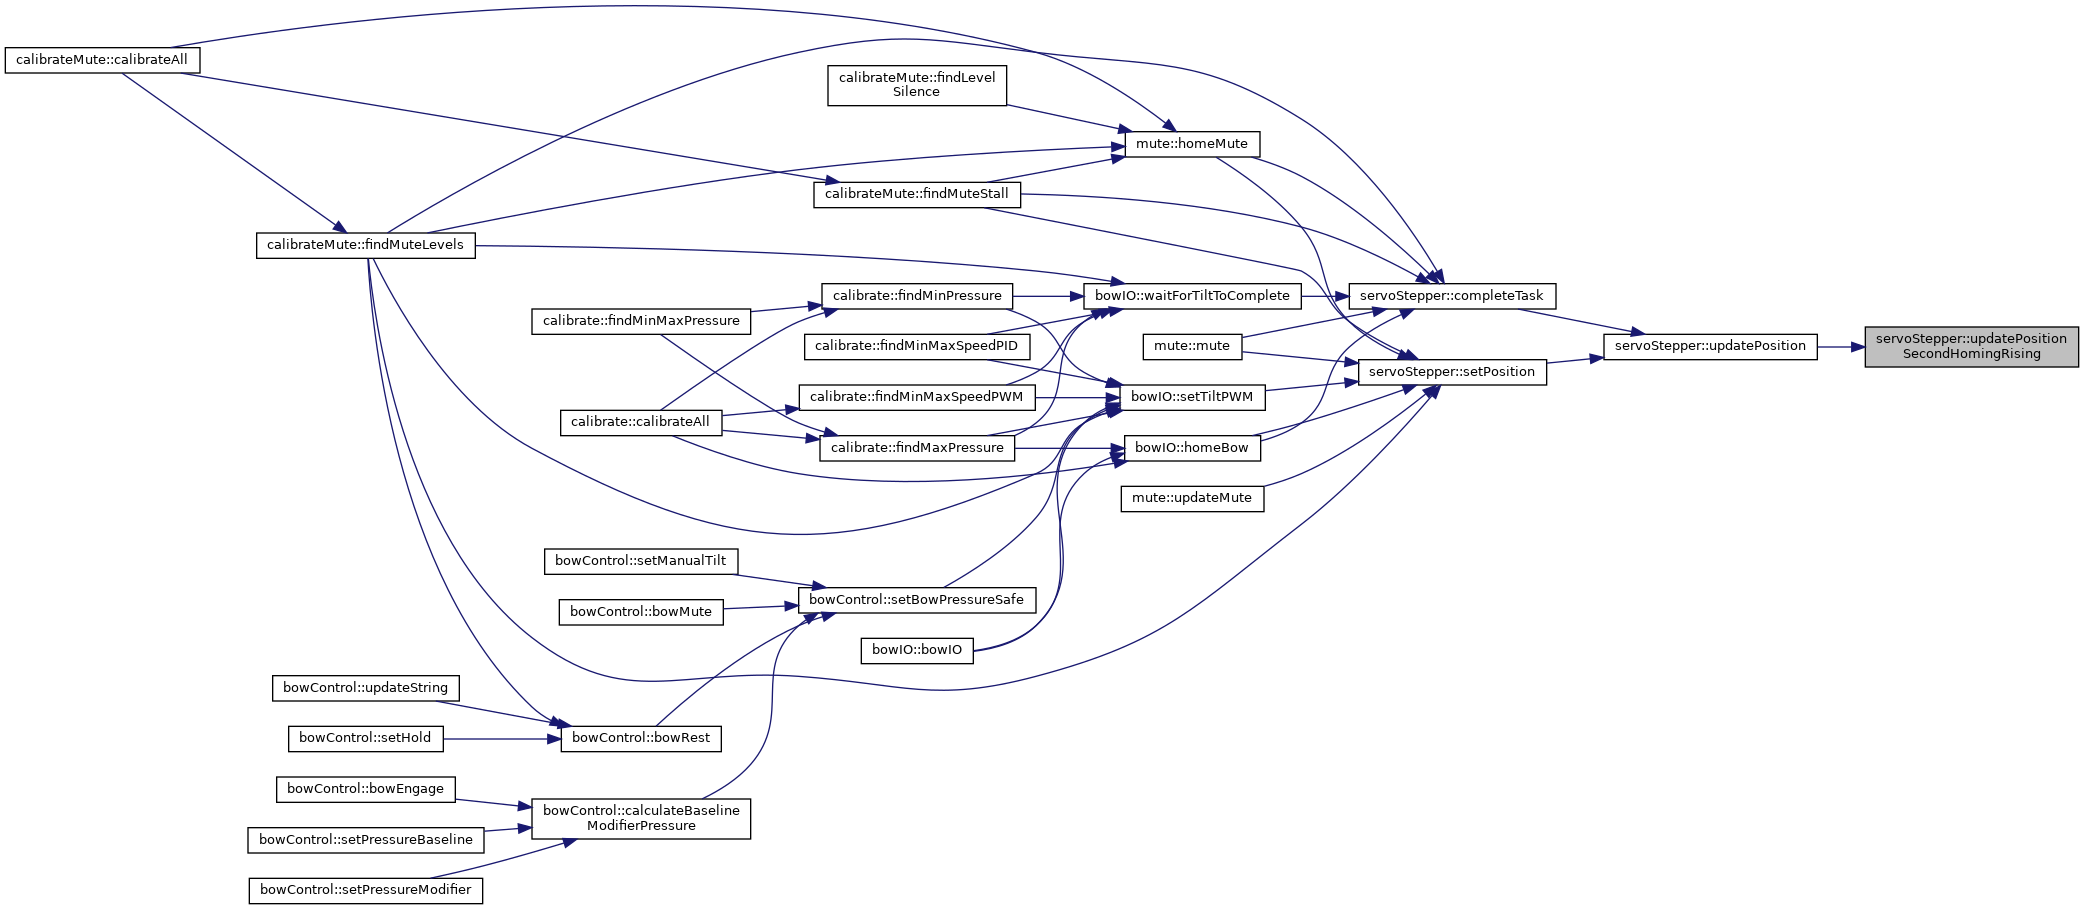 calibrateMute::calibrateAll
calibrateMute::findLevel
Silence
mute::homeMute
calibrateMute::findMuteStall
calibrateMute::findMuteLevels
calibrate::findMinPressure
bowIO::waitForTiltToComplete
servoStepper::completeTask
calibrate::findMinMaxPressure
calibrate::findMinMaxSpeedPID
mute::mute
servoStepper::updatePosition
servoStepper::updatePosition
SecondHomingRising
servoStepper::setPosition
calibrate::findMinMaxSpeedPWM
bowIO::setTiltPWM
calibrate::calibrateAll
calibrate::findMaxPressure
bowIO::homeBow
mute::updateMute
bowControl::setManualTilt
bowControl::setBowPressureSafe
bowControl::bowMute
bowIO::bowIO
bowControl::updateString
bowControl::setHold
bowControl::bowRest
bowControl::bowEngage
bowControl::calculateBaseline
ModifierPressure
bowControl::setPressureBaseline
bowControl::setPressureModifier